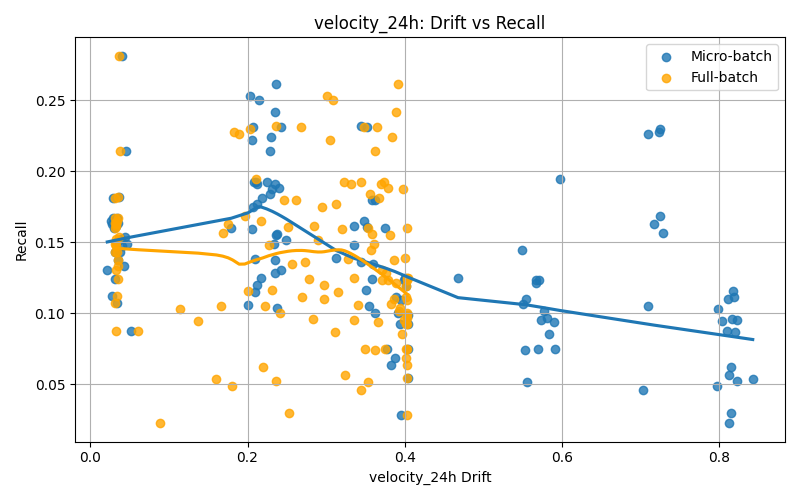 velocity_24h: Drift vs Recall
Micro-batch
Full-batch
Recall
0.25
0.20
0.15
0.10
0.05
0.0
0.2
0.4
0.6
0.8
velocity_24h Drift